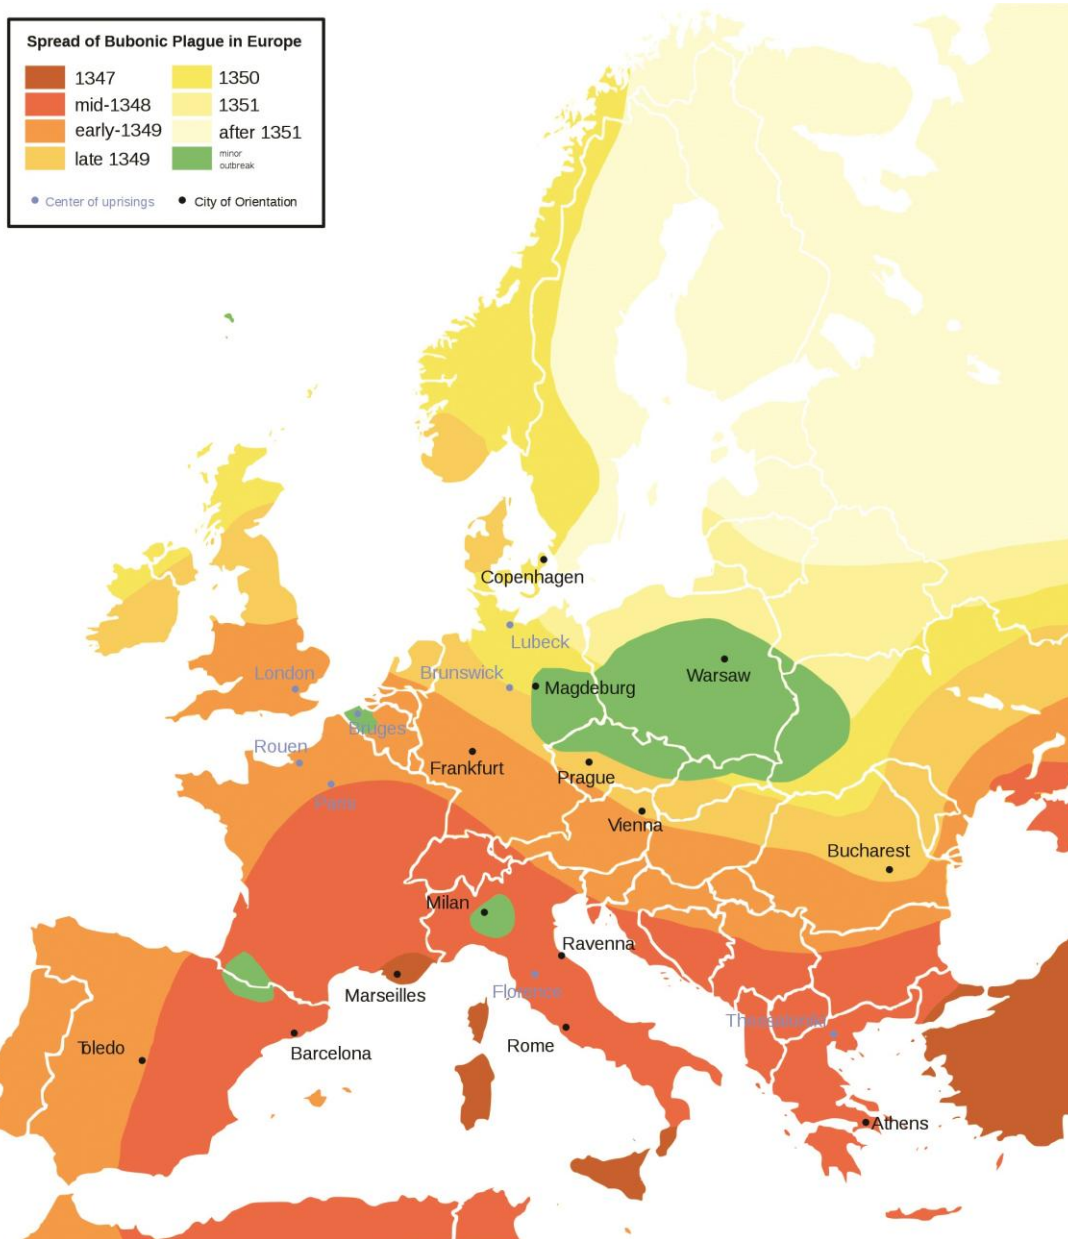 Spread of Bubonic Plague in Europe
1347
1350
mid-1348
1351
early-1349
after 1351
late 1349
minor
outbreak
Center of uprisings
City of Orientation
Copenhagen
Lubeck
London
Brunswick
Warsaw
Magdeburg
Bruges
Rouen
Frankfurt
Prague
Paris
Vienna
Bucharest
Milan
Ravenna
Marseilles
Florence
Thessaloniki
Toledo
Barcelona
Rome
Athens